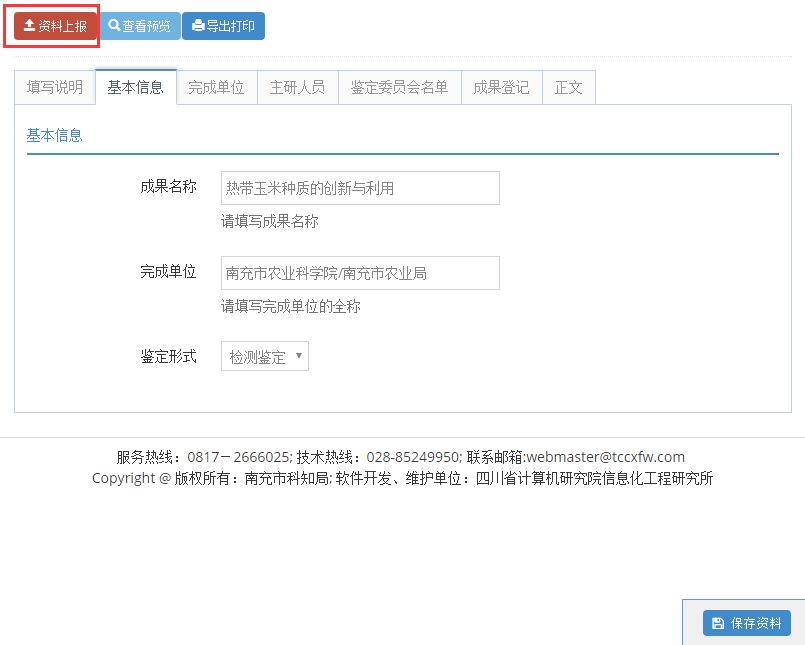 资料上报 查看预览 导出打印
填写说明 基本信息 完成单位 主研人员 鉴定委员会名单 成果登记 正文
基本信息
成果名称 热带玉米种质的创新与利用
请填写成果名称
完成单位 南充市农业科学院/南充市农业局
请填写完成单位的全称
鉴定形式 检测鉴定
服务热线：0817－2666025; 技术热线：028-85249950; 联系邮箱:webmaster@tccxfw.com
Copyright @ 版权所有：南充市科知局; 软件开发、维护单位：四川省计算机研究院信息化工程研究所
保存资料